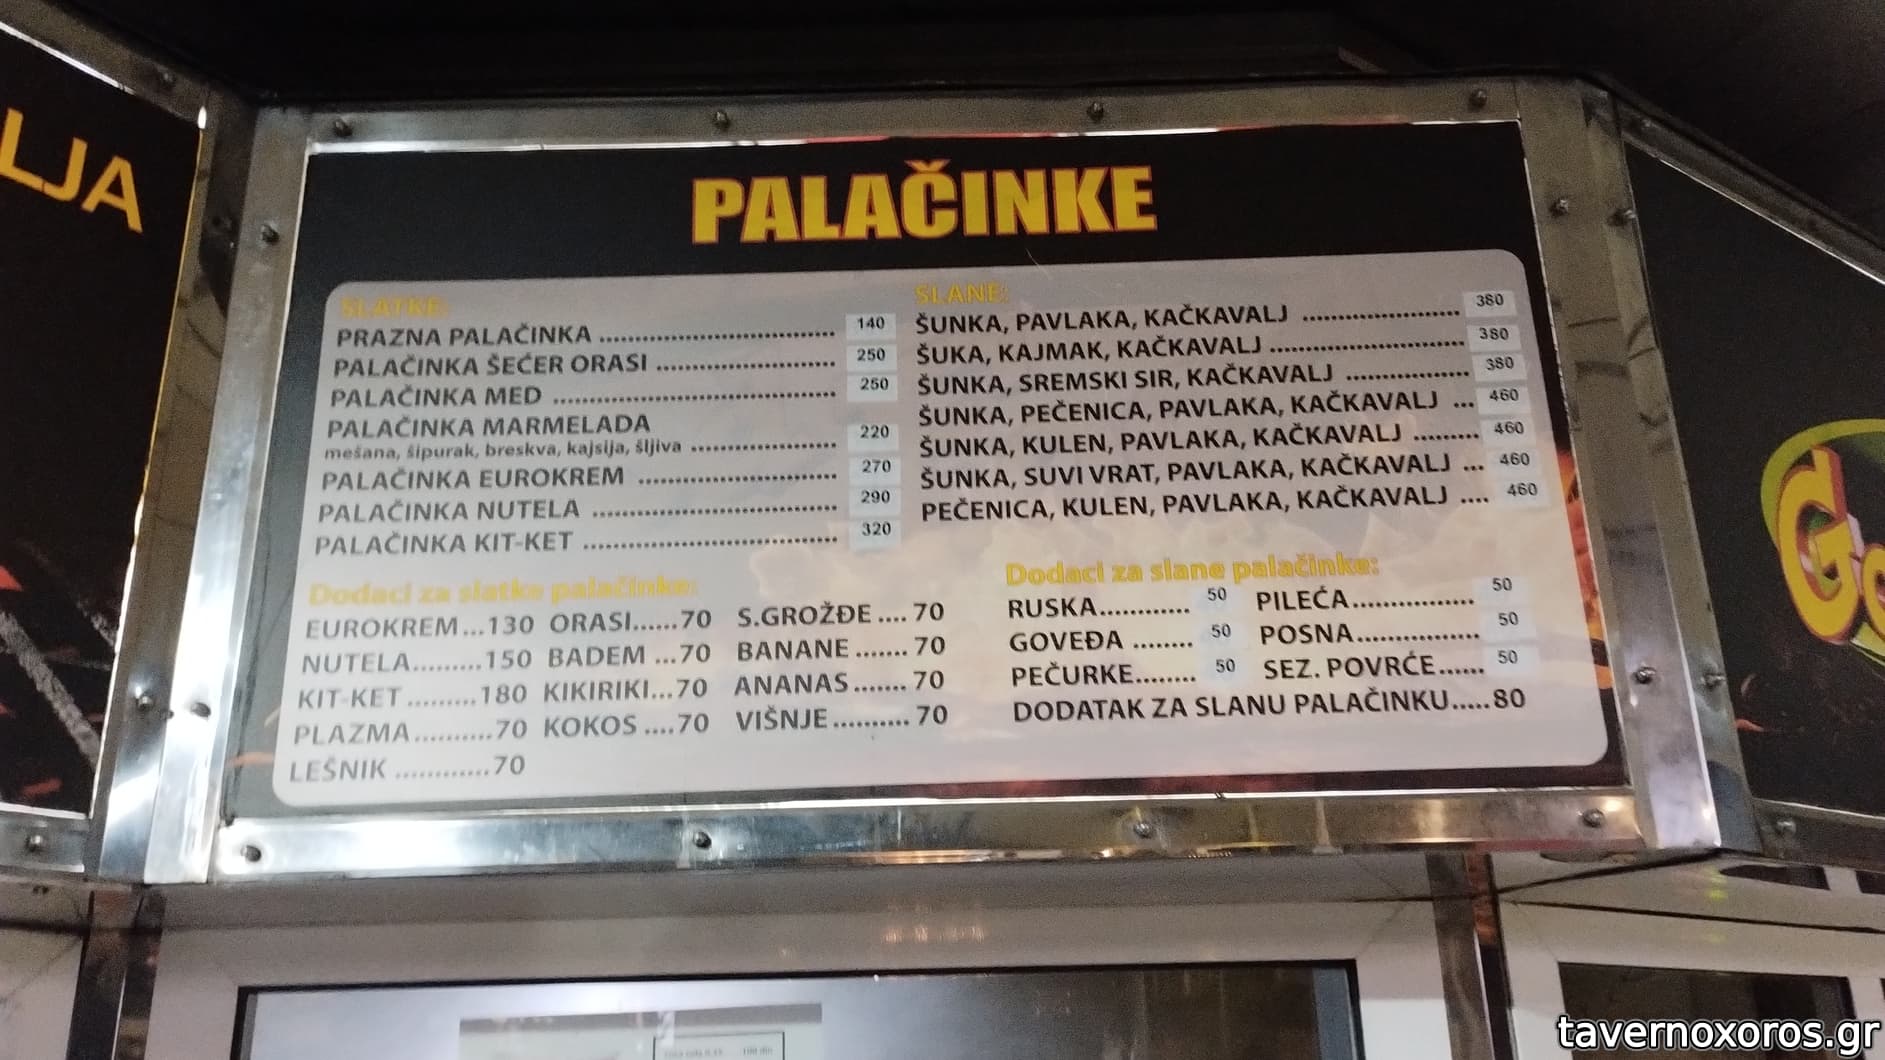 LJA
PALAČINKE
SLATKE:
PRAZNA PALAČINKA ........ 140
PALAČINKA ŠEĆER ORASI ........ 250
PALAČINKA MED ........ 250
PALAČINKA MARMELADA
mešana, šipurak, breskva, kajsija, šljiva ........ 220
PALAČINKA EUROKREM ........ 270
PALAČINKA NUTELA ........ 290
PALAČINKA KIT-KET ........ 320
Dodaci za slatke palačinke:
EUROKREM...130 ORASI......70 S.GROŽĐE....70
NUTELA.........150 BADEM ...70 BANANE.......70
KIT-KET.........180 KIKIRIKI...70 ANANAS.......70
PLAZMA..........70 KOKOS....70 VIŠNJE..........70
LEŠNIK............70
SLANE:
ŠUNKA, PAVLAKA, KAČKAVALJ ........ 380
ŠUKA, KAJMAK, KAČKAVALJ ........ 380
ŠUNKA, SREMSKI SIR, KAČKAVALJ ........ 380
ŠUNKA, PEČENICA, PAVLAKA, KAČKAVALJ ... 460
ŠUNKA, KULEN, PAVLAKA, KAČKAVALJ ......... 460
ŠUNKA, SUVI VRAT, PAVLAKA, KAČKAVALJ ... 460
PEČENICA, KULEN, PAVLAKA, KAČKAVALJ .... 460
Dodaci za slane palačinke:
RUSKA............ 50 PILEĆA................ 50
GOVEĐA ........ 50 POSNA................ 50
PEČURKE........ 50 SEZ. POVRĆE...... 50
DODATAK ZA SLANU PALAČINKU.....80
tavernoxoros.gr